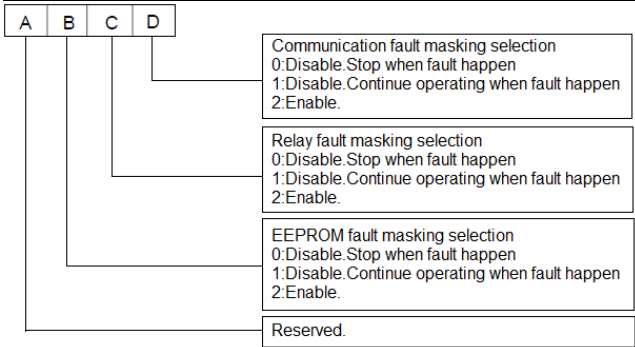 A B C D
Communication fault masking selection
0:Disable.Stop when fault happen
1:Disable.Continue operating when fault happen
2:Enable.
Relay fault masking selection
0:Disable.Stop when fault happen
1:Disable.Continue operating when fault happen
2:Enable.
EEPROM fault masking selection
0:Disable.Stop when fault happen
1:Disable.Continue operating when fault happen
2:Enable.
Reserved.